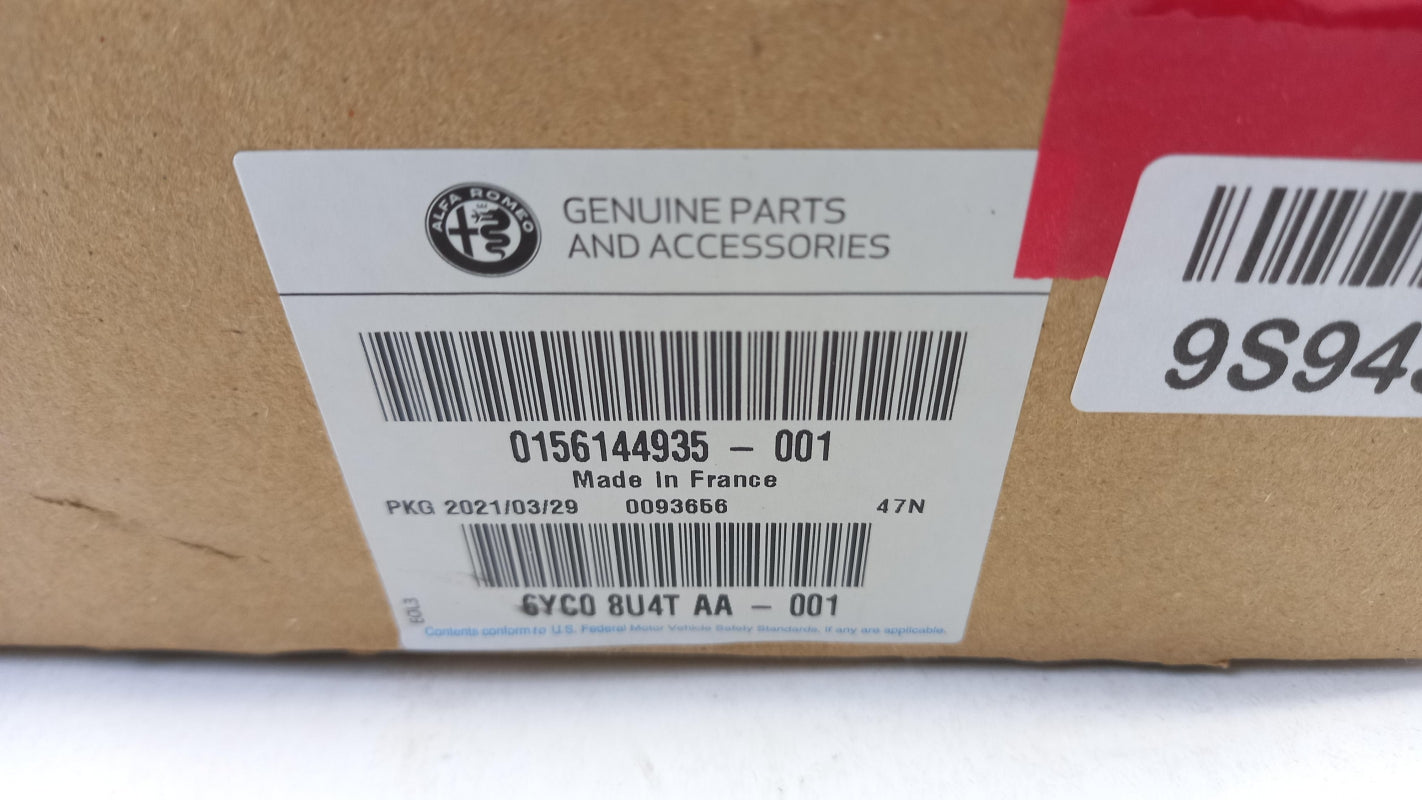 ALFA ROMEO
GENUINE PARTS
AND ACCESSORIES
0156144935 - 001
Made In France
PKG 2021/03/29 0093656 47N
6YC0 8U4T AA - 001
EOL3
Contents conform to U.S. Federal Motor Vehicle Safety Standards, if any are applicable.
9S94